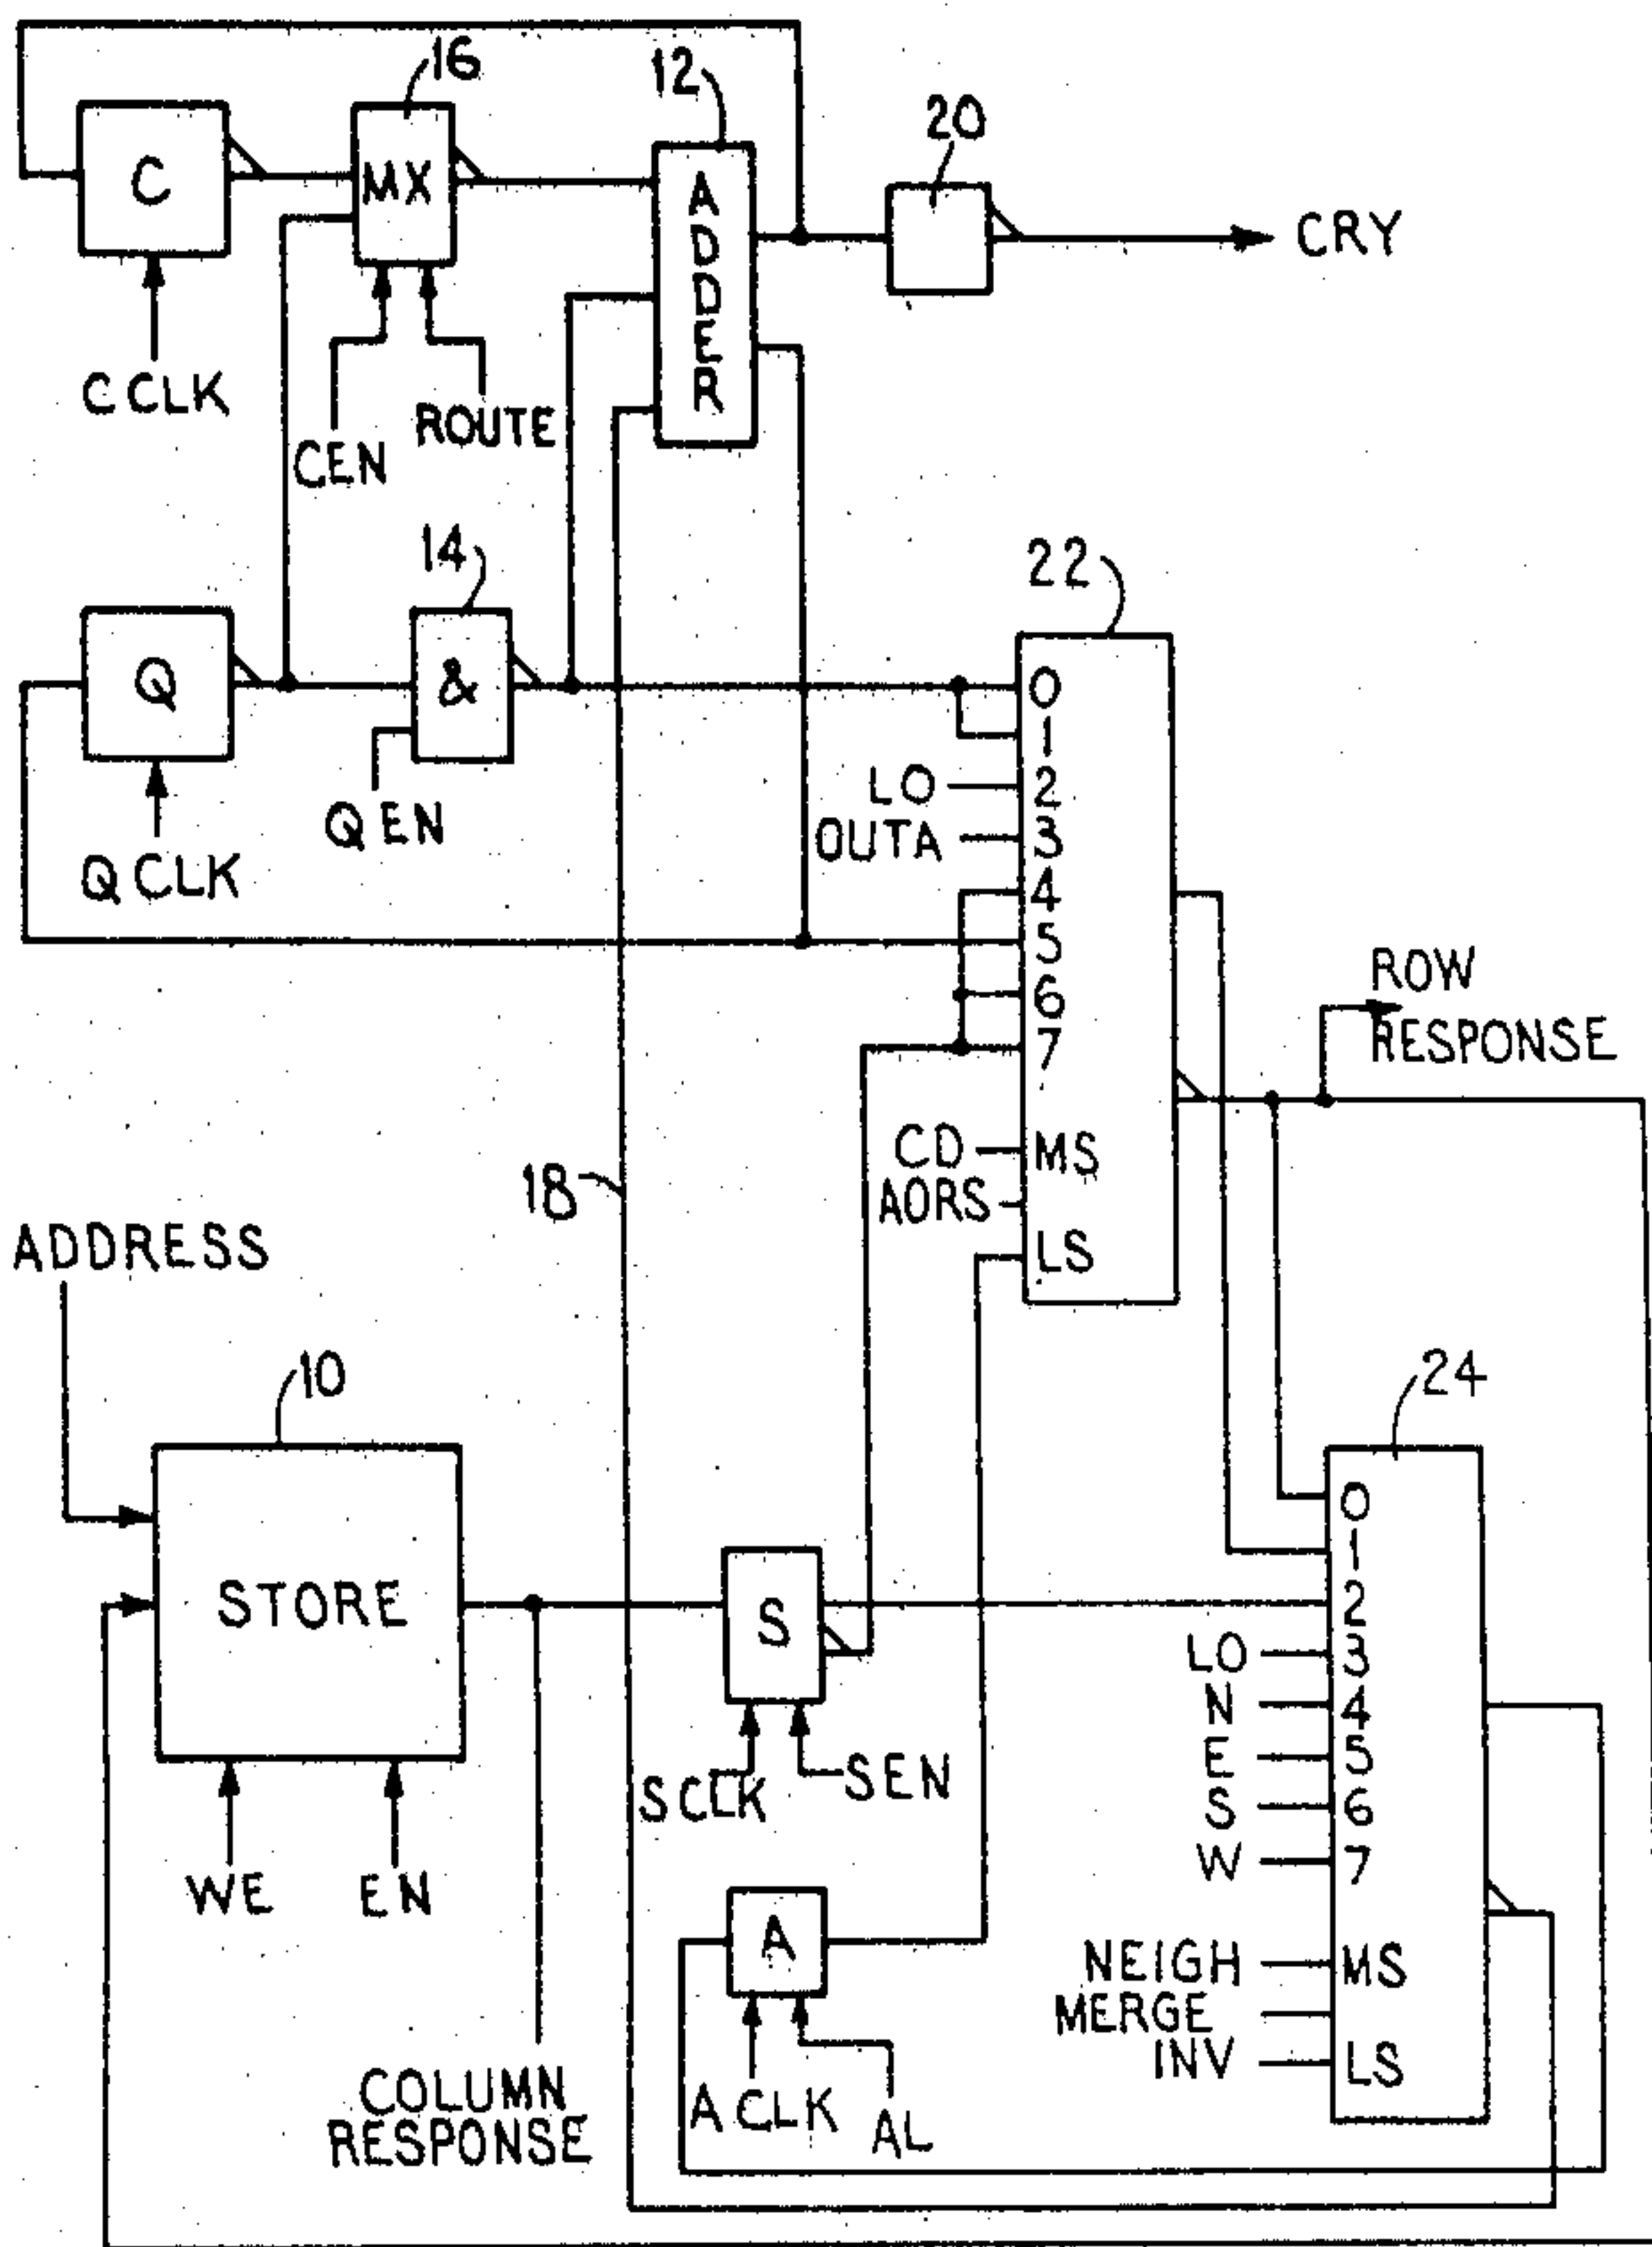 16
12
20
C
MX
ADDER
CRY
C CLK
CEN
ROUTE
14
22
Q
&
0
1
LO 2
OUTA 3
Q EN
Q CLK
4
5
6
7
ROW
RESPONSE
CD MS
AORS
LS
18
ADDRESS
10
24
STORE
S
0
1
2
LO 3
N 4
E 5
S 6
W 7
S CLK
SEN
WE
EN
A
NEIGH MS
MERGE
INV LS
A CLK
AL
COLUMN
RESPONSE